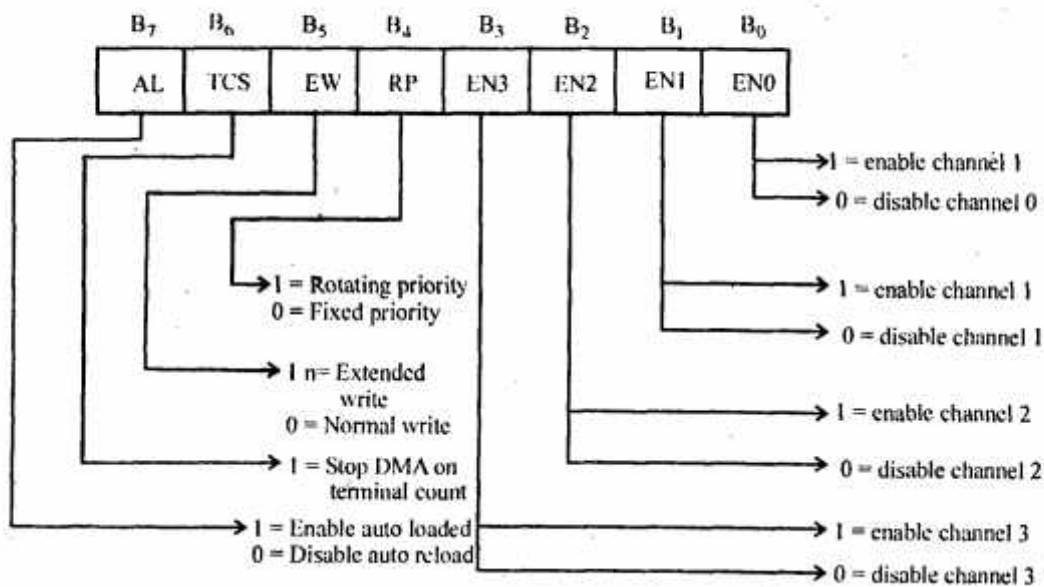 B₇ B₆ B₅ B₄ B₃ B₂ B₁ B₀
AL TCS EW RP EN3 EN2 EN1 EN0
1 = enable channel 1
0 = disable channel 0
1 = Rotating priority
0 = Fixed priority
1 = enable channel 1
0 = disable channel 1
1 n= Extended
write
0 = Normal write
1 = enable channel 2
0 = disable channel 2
1 = Stop DMA on
terminal count
1 = Enable auto loaded
0 = Disable auto reload
1 = enable channel 3
0 = disable channel 3